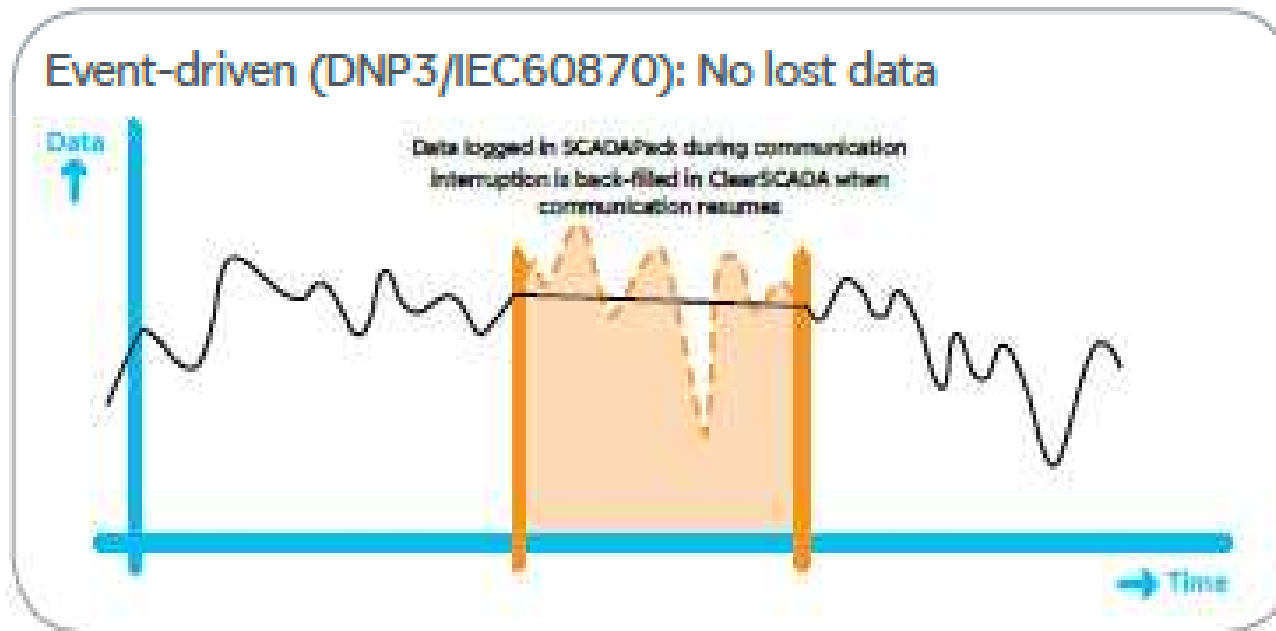 Event-driven (DNP3/IEC60870): No lost data
Data
Data logged in SCADAPack during communication
interruption is back-filled in ClearSCADA when
communication resumes
Time